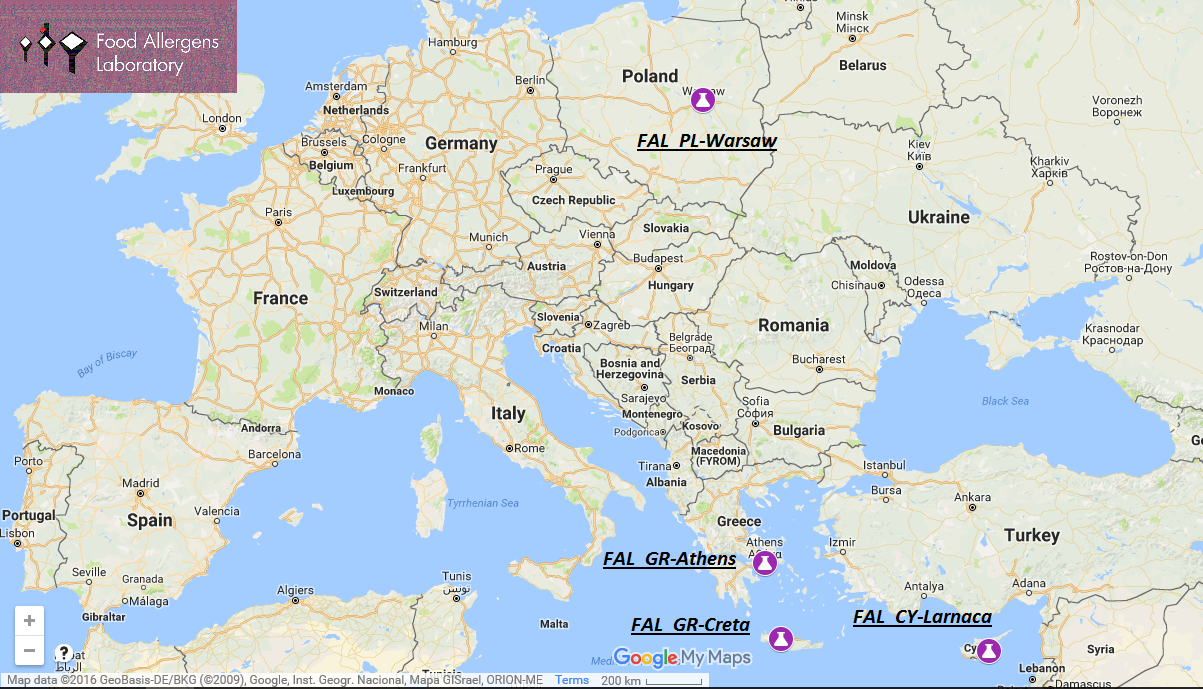 Food Allergens
Laboratory
Minsk
Мінск
Hamburg
Poland
Belarus
Berlin
Amsterdam
Netherlands
Voronezh
Воронеж
London
FAL_PL-Warsaw
Brussels
Cologne
Germany
Kiev
Київ
Belgium
Frankfurt
Prague
Kharkiv
Харків
Luxembourg
Czech Republic
Paris
Ukraine
Slovakia
Munich
Vienna
Budapest
Rostov-on-Don
Ростов-на-Дону
Austria
Moldova
Switzerland
Hungary
Chisinau
Odessa
Одеса
France
Slovenia
Milan
Zagreb
Romania
Krasnodar
Краснодар
Croatia
Belgrade
Београд
Bay of Biscay
Bosnia and
Herzegovina
Bucharest
Monaco
Serbia
Sarajevo
Black Sea
Italy
Montenegro
Sofia
София
Andorra
Podgorica
Kosovo
Bulgaria
Rome
Macedonia
(FYROM)
Barcelona
Porto
Tirana
Istanbul
Albania
Madrid
Bursa
Ankara
Tyrrhenian Sea
Portugal
Spain
Valencia
Greece
Lisbon
Turkey
Athens
Izmir
FAL_GR-Athens
Seville
Tunis
تونس
Granada
Antalya
Adana
Algiers
Málaga
Gibraltar
FAL_CY-Larnaca
Malta
FAL_GR-Creta
+
Syria
−
?
Google My Maps
Lebanon
Map data ©2016 GeoBasis-DE/BKG (©2009), Google, Inst. Geogr. Nacional, Mapa GISrael, ORION-ME Terms 200 km
Damascus